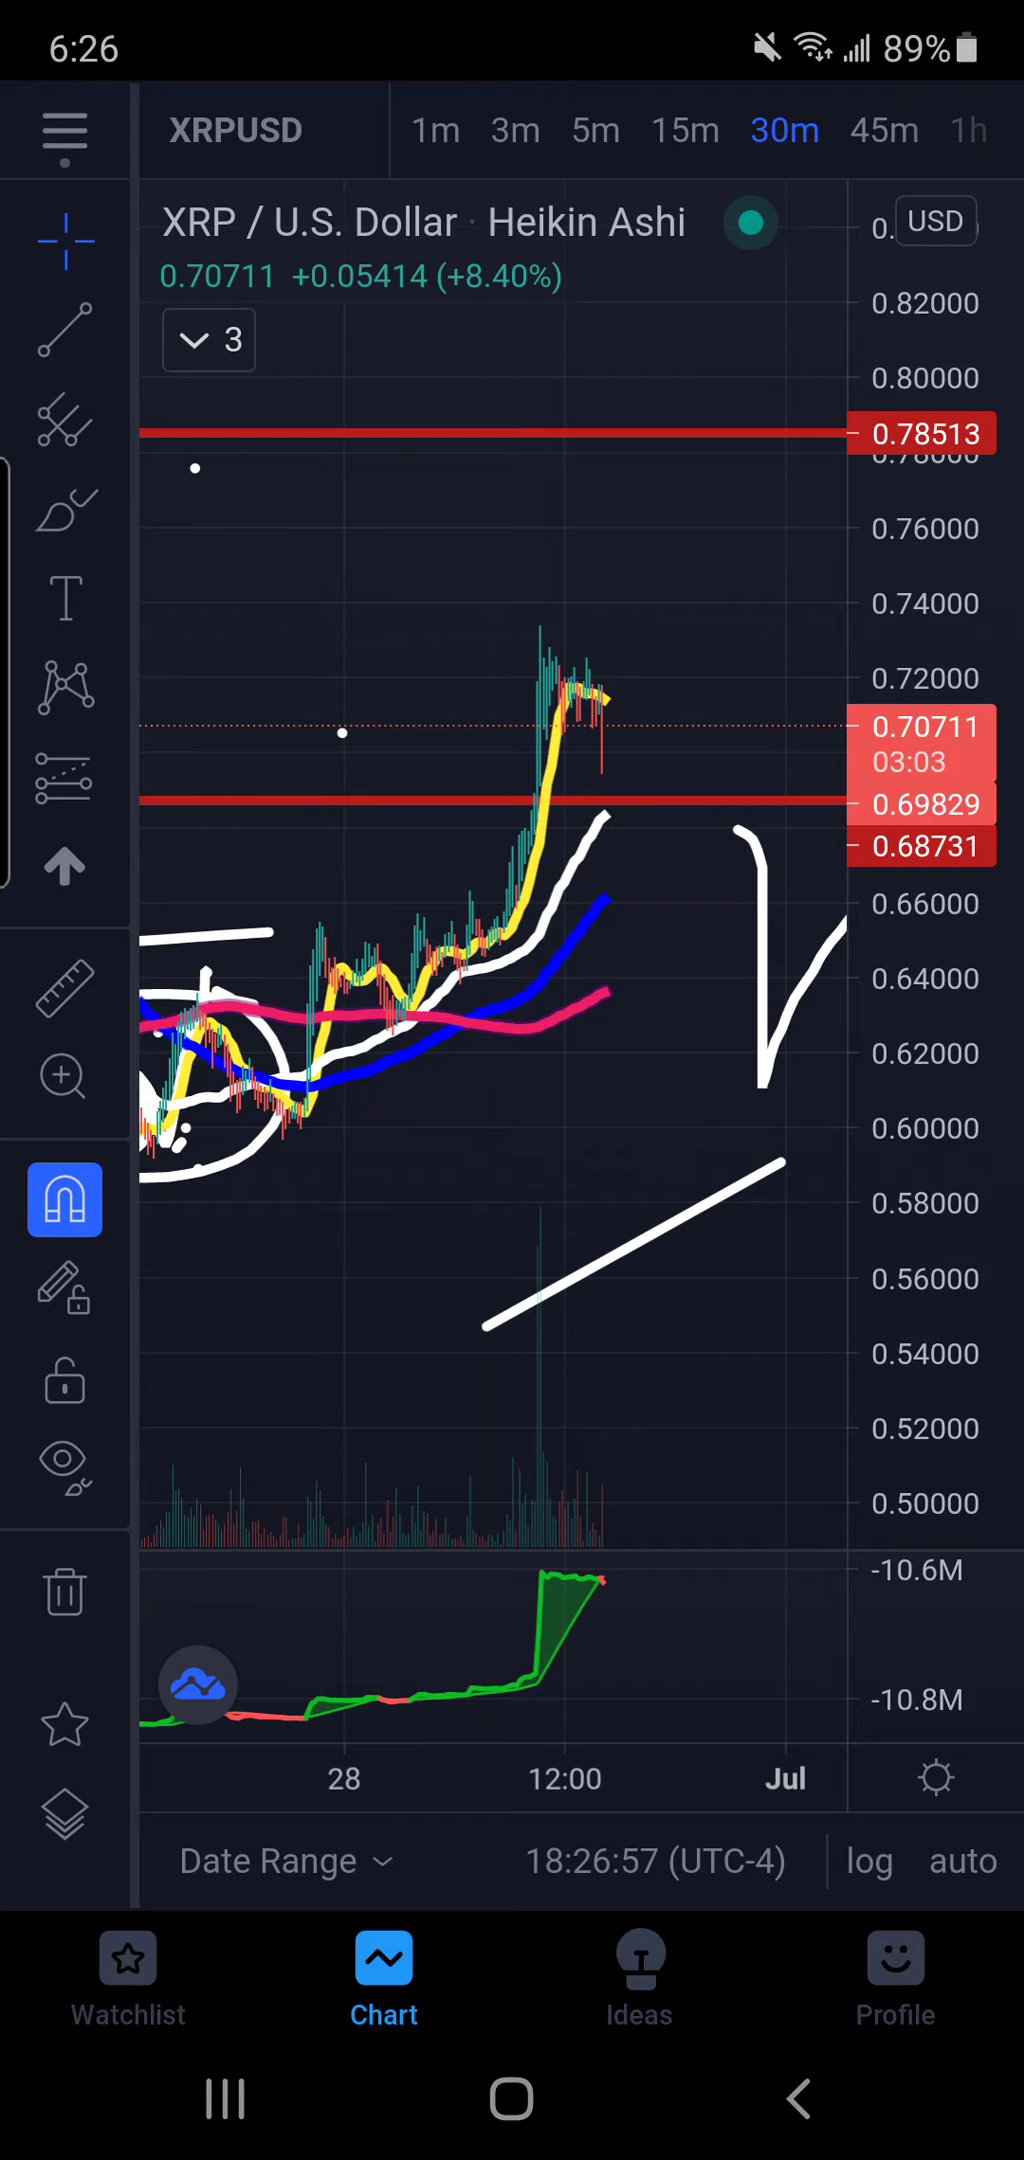 6:26 89%
XRPUSD 1m 3m 5m 15m 30m 45m 1h
XRP / U.S. Dollar · Heikin Ashi
USD
0.70711 +0.05414 (+8.40%)
3
0.82000
0.80000
0.78513
0.78000
0.76000
0.74000
0.72000
0.70711
03:03
0.69829
0.68731
0.66000
0.64000
0.62000
0.60000
0.58000
0.56000
0.54000
0.52000
0.50000
-10.6M
-10.8M
28 12:00 Jul
Date Range 18:26:57 (UTC-4) log auto
Watchlist Chart Ideas Profile